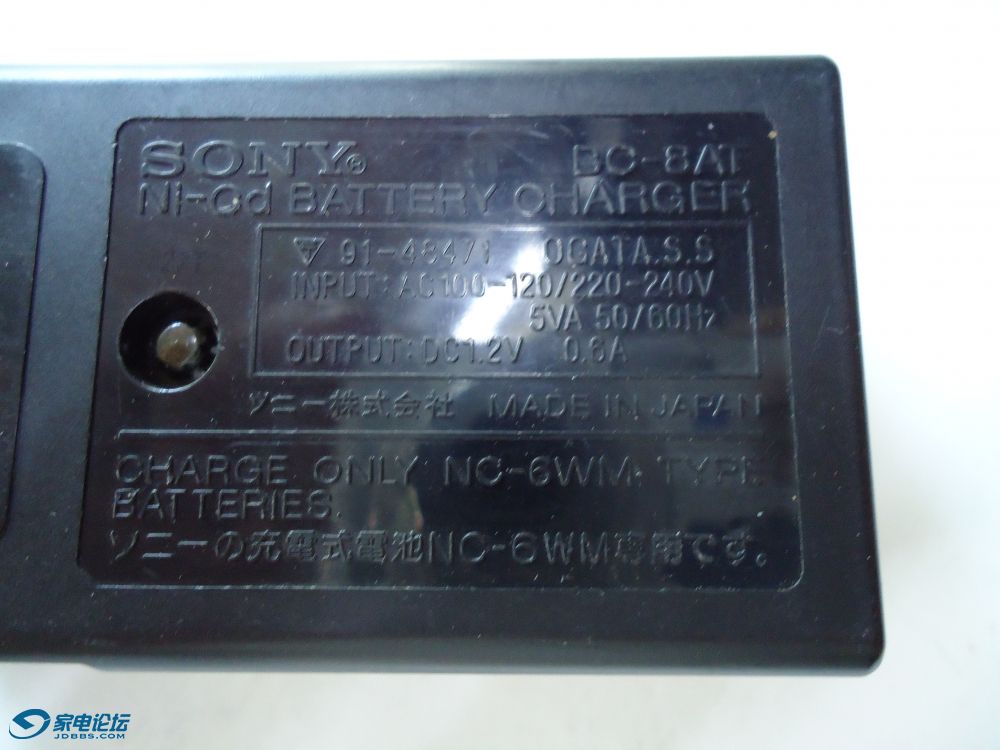 SONY® BC-8AT
Ni-Cd BATTERY CHARGER
91-48471 OGATA.S.S
INPUT:AC100-120/220-240V
5VA 50/60Hz
OUTPUT:DC1.2V 0.6A
ソニー株式会社 MADE IN JAPAN
CHARGE ONLY NC-6WM TYPE
BATTERIES.
ソニーの充電式電池NC-6WM専用です。
家电论坛
JDBBS.COM